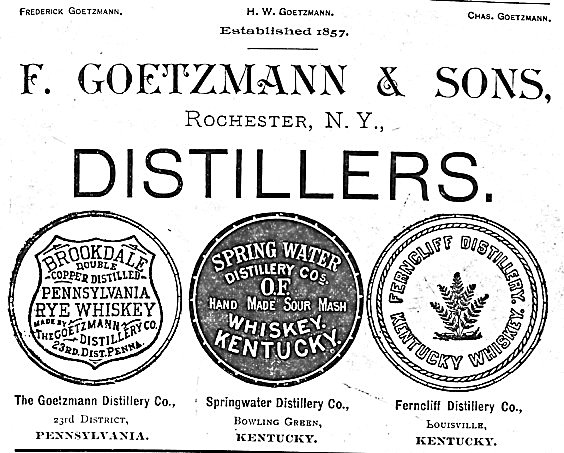 Frederick Goetzmann. H. W. Goetzmann. Chas. Goetzmann.
Established 1857.
F. GOETZMANN & SONS,
Rochester, N. Y.,
DISTILLERS.
BROOKDALE
DOUBLE
COPPER DISTILLED
PENNSYLVANIA
RYE WHISKEY
MADE BY
THE GOETZMANN
DISTILLERY CO.
23RD. DIST. PENNA.
SPRING WATER
DISTILLERY COS.
O.F.
HAND MADE SOUR MASH
WHISKEY.
KENTUCKY.
FERNCLIFF DISTILLERY.
KENTUCKY WHISKEY.
The Goetzmann Distillery Co.,
23rd District,
PENNSYLVANIA.
Springwater Distillery Co.,
Bowling Green,
KENTUCKY.
Ferncliff Distillery Co.,
Louisville,
KENTUCKY.